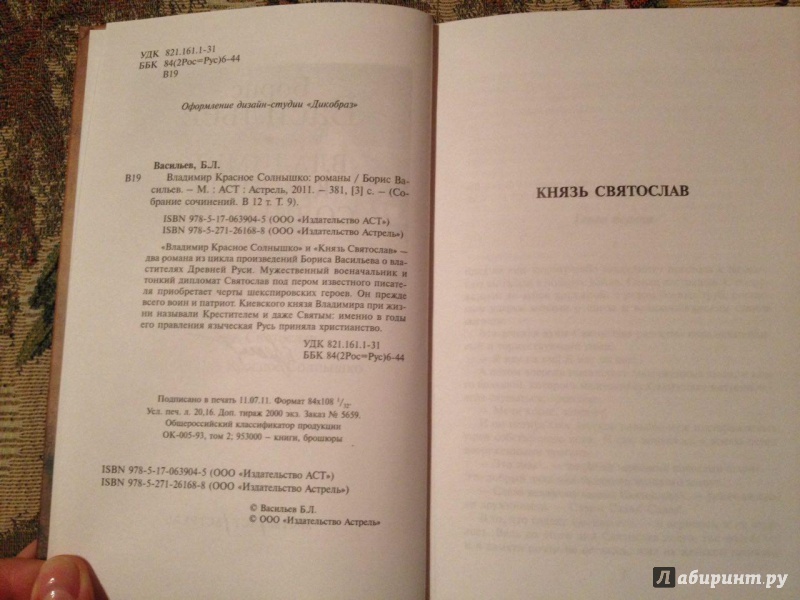 УДК 821.161.1-31
ББК 84(2Рос=Рус)6-44
В19
Оформление дизайн-студии «Дикобраз»
Васильев, Б.Л.
В19 Владимир Красное Солнышко: романы / Борис Ва-
сильев. – М. : АСТ : Астрель, 2011. – 381, [3] с. – (Со-
брание сочинений. В 12 т. Т. 9).
ISBN 978-5-17-063904-5 (ООО «Издательство АСТ»)
ISBN 978-5-271-26168-8 (ООО «Издательство Астрель»)
«Владимир Красное Солнышко» и «Князь Святослав» —
два романа из цикла произведений Бориса Васильева о вла-
стителях Древней Руси. Мужественный военачальник и
тонкий дипломат Святослав под пером известного писате-
ля приобретает черты шекспировских героев. Он прежде
всего воин и патриот. Киевского князя Владимира при жиз-
ни называли Крестителем и даже Святым: именно в годы
его правления языческая Русь приняла христианство.
УДК 821.161.1-31
ББК 84(2Рос=Рус)6-44
Подписано в печать 11.07.11. Формат 84х108 1/32.
Усл. печ. л. 20,16. Доп. тираж 2000 экз. Заказ № 5659.
Общероссийский классификатор продукции
ОК-005-93, том 2; 953000 – книги, брошюры
ISBN 978-5-17-063904-5 (ООО «Издательство АСТ»)
ISBN 978-5-271-26168-8 (ООО «Издательство Астрель»)
© Васильев Б.Л.
© ООО «Издательство Астрель»
КНЯЗЬ СВЯТОСЛАВ
Лабиринт.ру